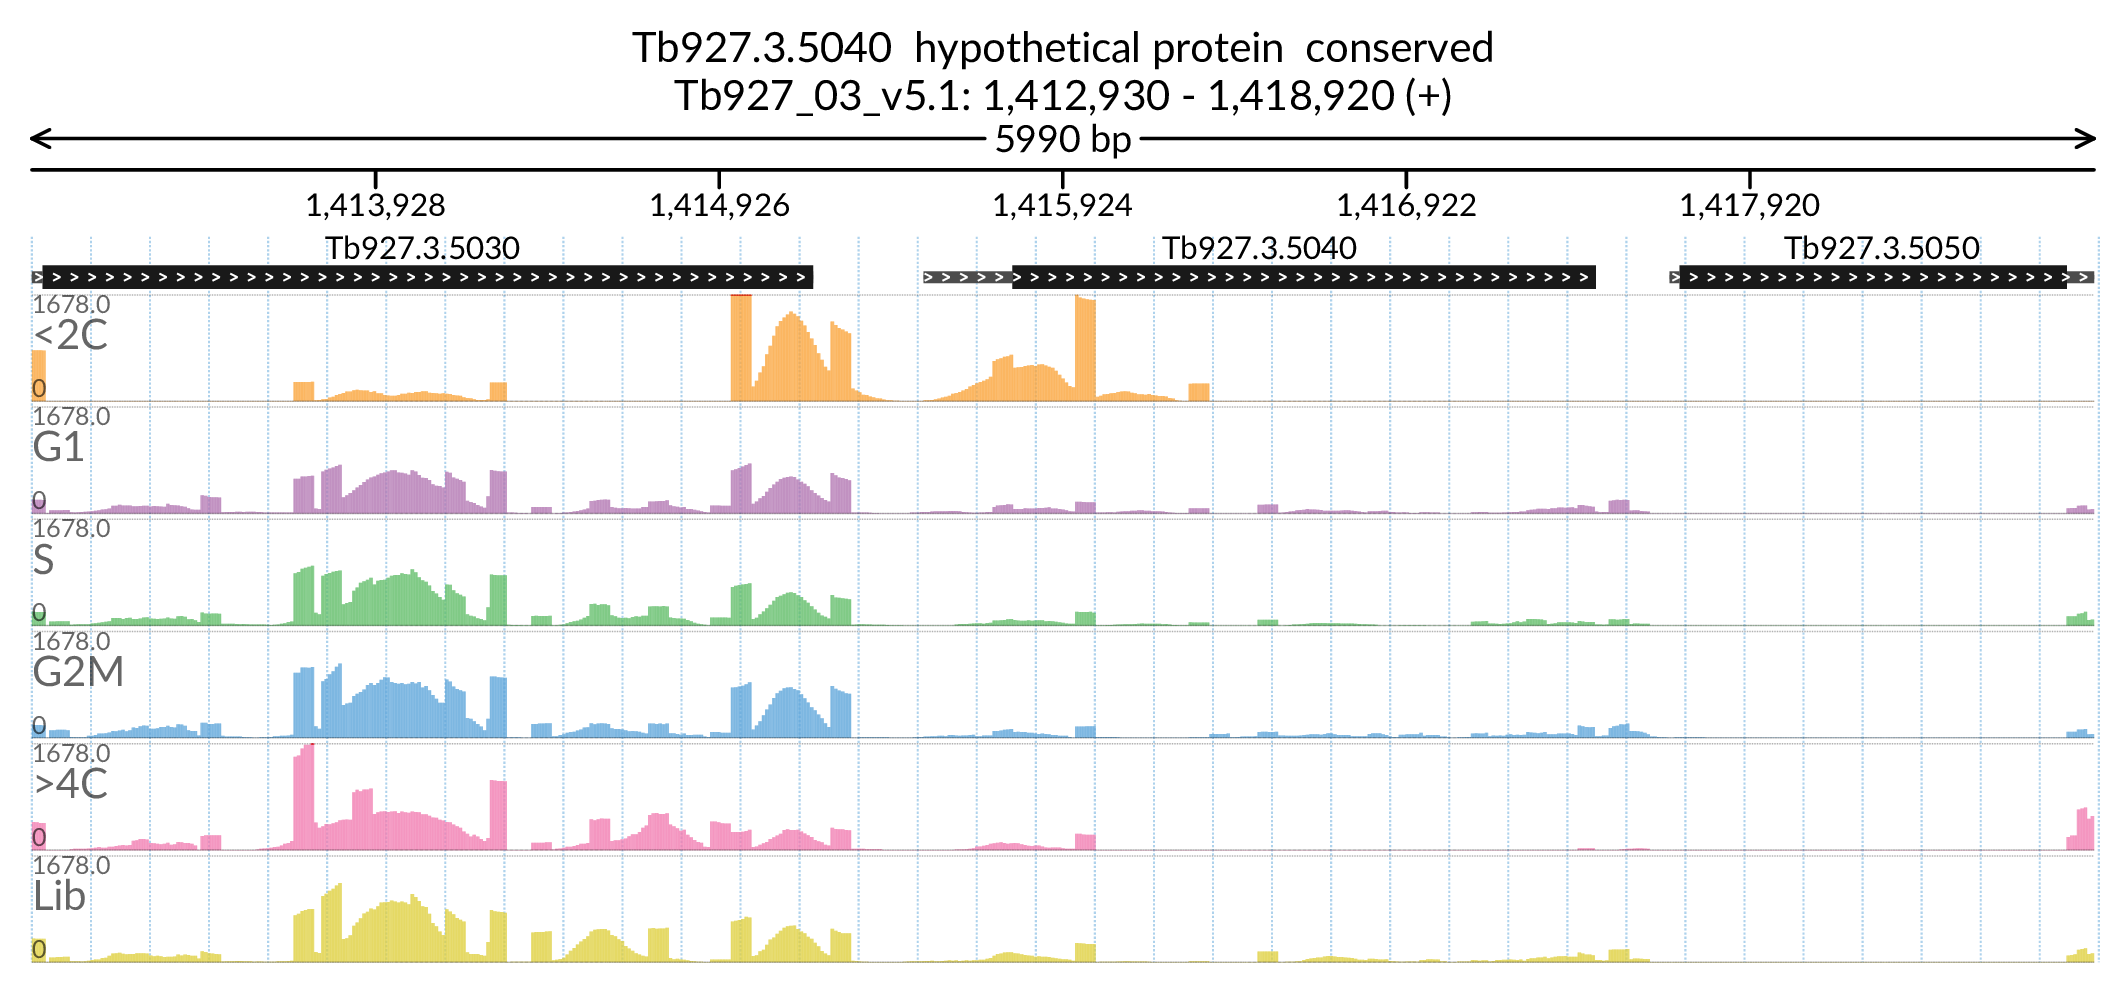 Tb927.3.5040  hypothetical protein  conserved
Tb927_03_v5.1: 1,412,930 - 1,418,920 (+)
5990 bp
1,413,928 1,414,926 1,415,924 1,416,922 1,417,920
Tb927.3.5030 Tb927.3.5040 Tb927.3.5050
1678.0
<2C
0
1678.0
G1
0
1678.0
S
0
1678.0
G2M
0
1678.0
>4C
0
1678.0
Lib
0